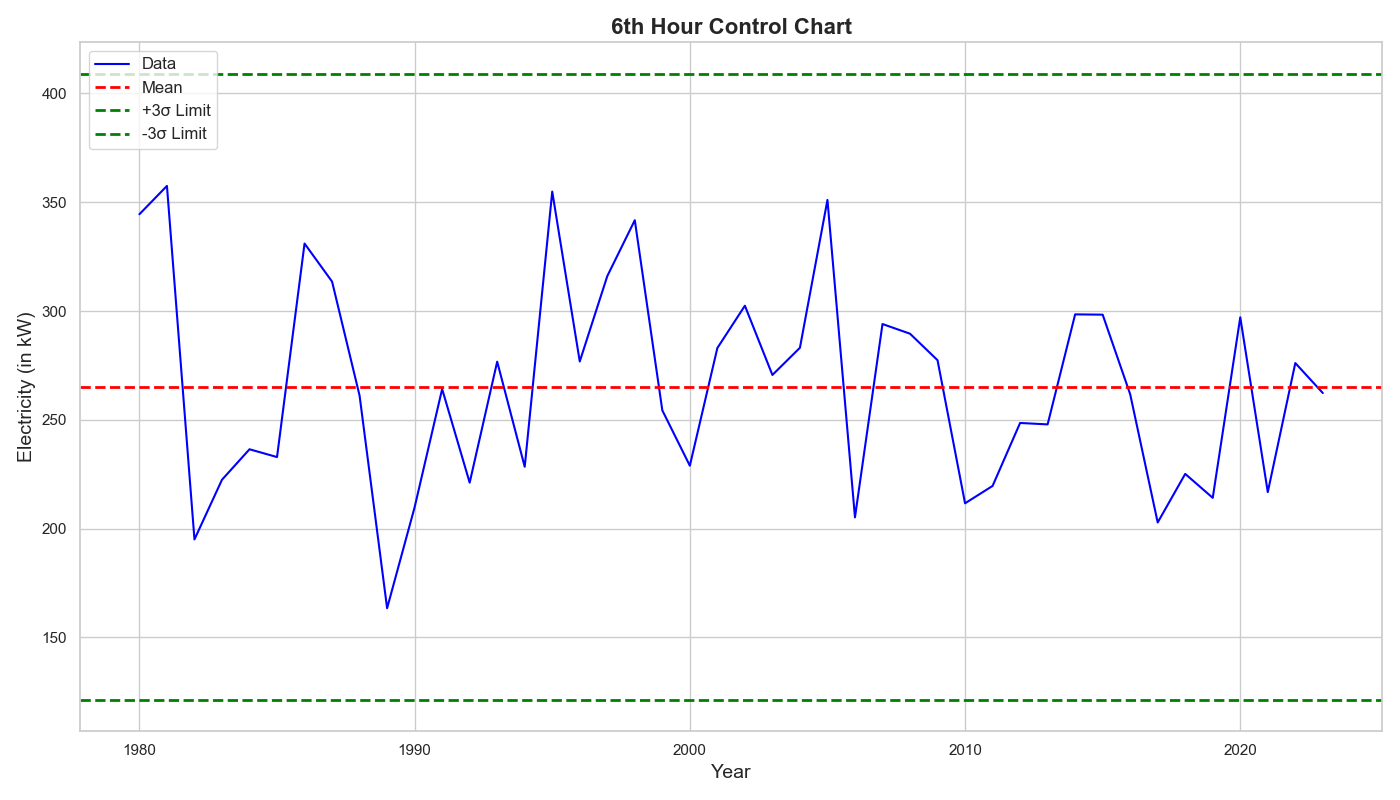 6th Hour Control Chart
Data
Mean
+3σ Limit
-3σ Limit
400
350
300
250
200
150
Electricity (in kW)
1980
1990
2000
2010
2020
Year